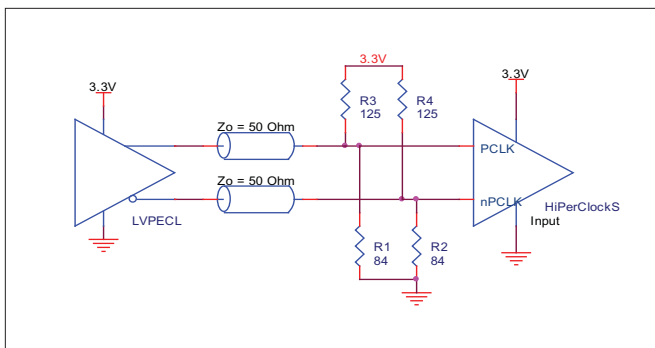 3.3V
3.3V
3.3V
R3
125
R4
125
Zo = 50 Ohm
PCLK
Zo = 50 Ohm
nPCLK
HiPerClockS
Input
LVPECL
R1
84
R2
84